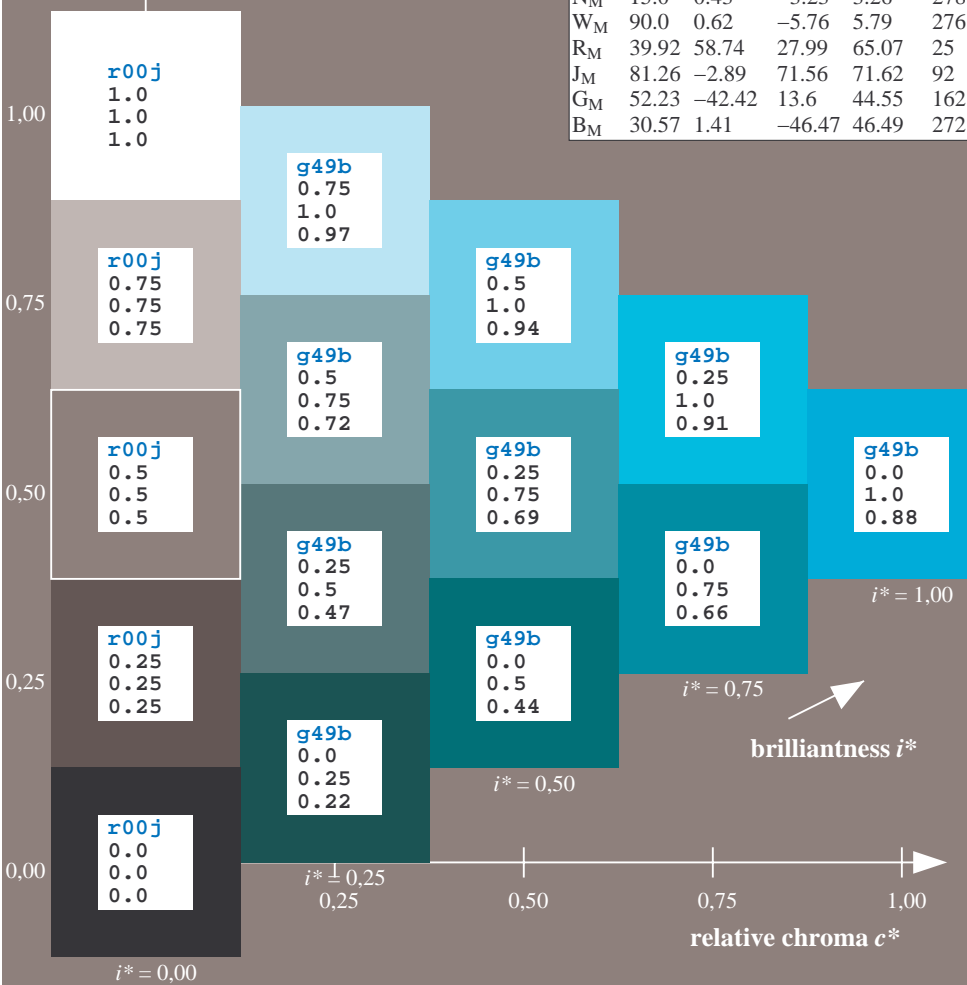 W_M 90.0 0.62 −5.76 5.79 276
R_M 39.92 58.74 27.99 65.07 25
J_M 81.26 −2.89 71.56 71.62 92
G_M 52.23 −42.42 13.6 44.55 162
B_M 30.57 1.41 −46.47 46.49 272
1,00
r00j
1.0
1.0
1.0
g49b
0.75
1.0
0.97
0,75
r00j
0.75
0.75
0.75
g49b
0.5
1.0
0.94
g49b
0.5
0.75
0.72
g49b
0.25
1.0
0.91
0,50
r00j
0.5
0.5
0.5
g49b
0.25
0.75
0.69
g49b
0.0
1.0
0.88
i* = 1,00
g49b
0.25
0.5
0.47
g49b
0.0
0.75
0.66
i* = 0,75
0,25
r00j
0.25
0.25
0.25
g49b
0.0
0.5
0.44
i* = 0,50
g49b
0.0
0.25
0.22
i* = 0,25
brilliantness i*
0,00
r00j
0.0
0.0
0.0
i* = 0,00
0,25 0,50 0,75 1,00
relative chroma c*